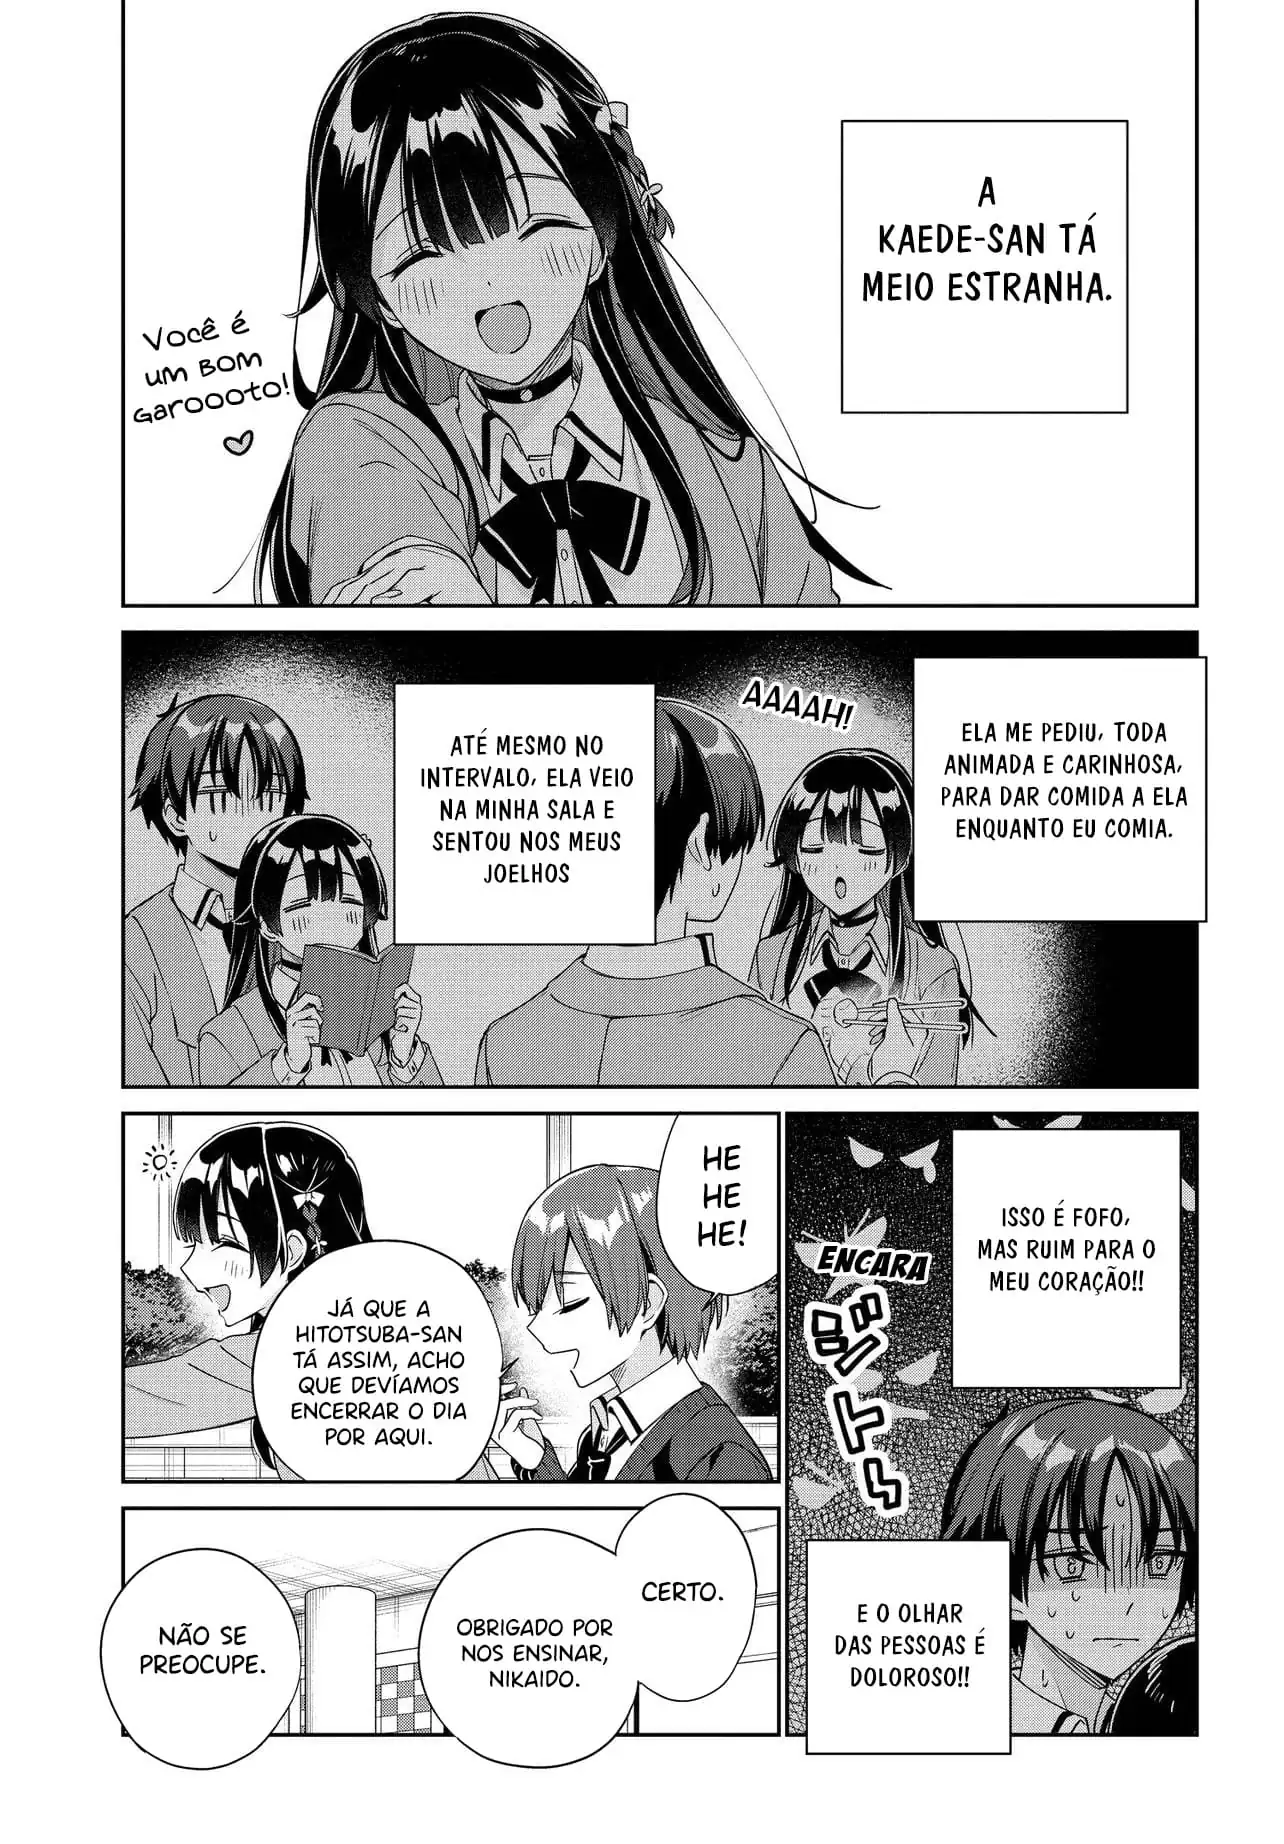 A
KAEDE-SAN TÁ
MEIO ESTRANHA.
VOCÊ É
UM BOM
GAROOOTO!
ELA ME PEDIU, TODA
ANIMADA E CARINHOSA,
PARA DAR COMIDA A ELA
ENQUANTO EU COMIA.
AAAAH!
ATÉ MESMO NO
INTERVALO, ELA VEIO
NA MINHA SALA E
SENTOU NOS MEUS
JOELHOS
ISSO É FOFO,
MAS RUIM PARA O
MEU CORAÇÃO!!
ENCARA
ジトー
E O OLHAR
DAS PESSOAS É
DOLOROSO!!
HE
HE
HE!
JÁ QUE A
HITOTSUBA-SAN
TÁ ASSIM, ACHO
QUE DEVÍAMOS
ENCERRAR O DIA
POR AQUI.
CERTO.
OBRIGADO POR
NOS ENSINAR,
NIKAIDO.
NÃO SE
PREOCUPE.